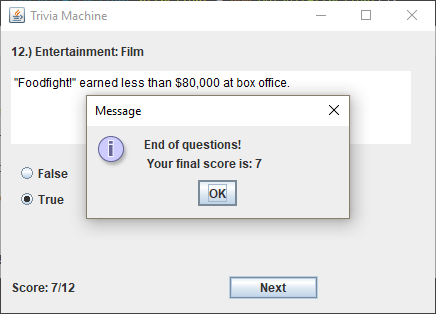 Trivia Machine
12.) Entertainment: Film
"Foodfight!" earned less than $80,000 at box office.
Message
End of questions!
Your final score is: 7
OK
False
True
Score: 7/12
Next